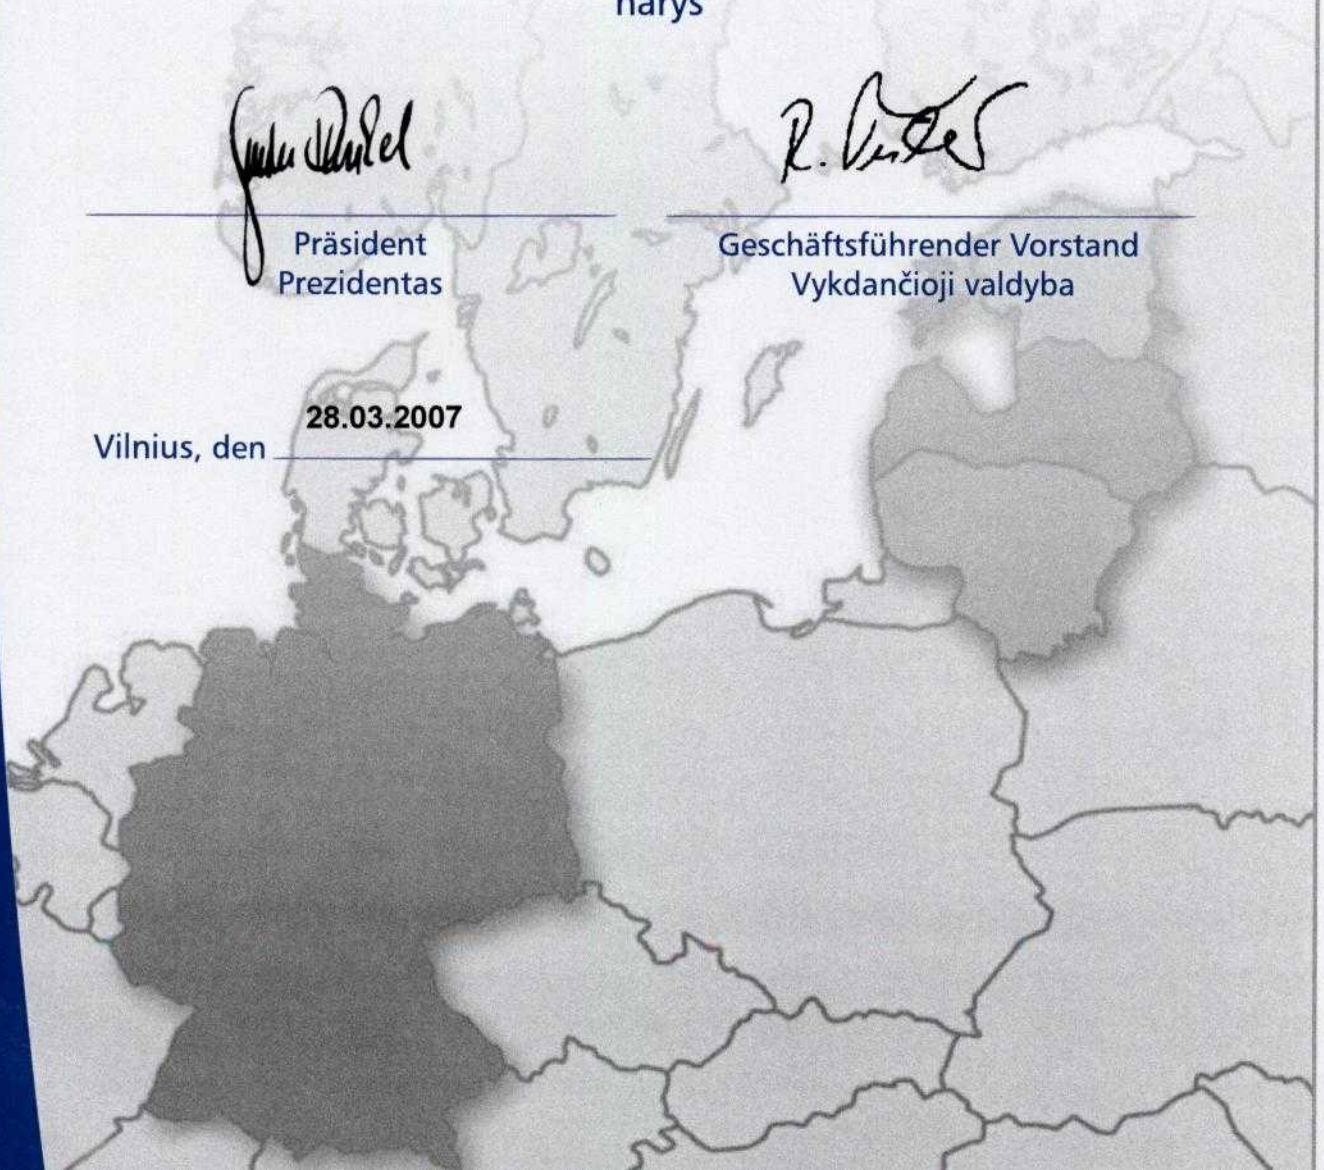 narys
Präsident
Prezidentas
Geschäftsführender Vorstand
Vykdančioji valdyba
28.03.2007
Vilnius, den